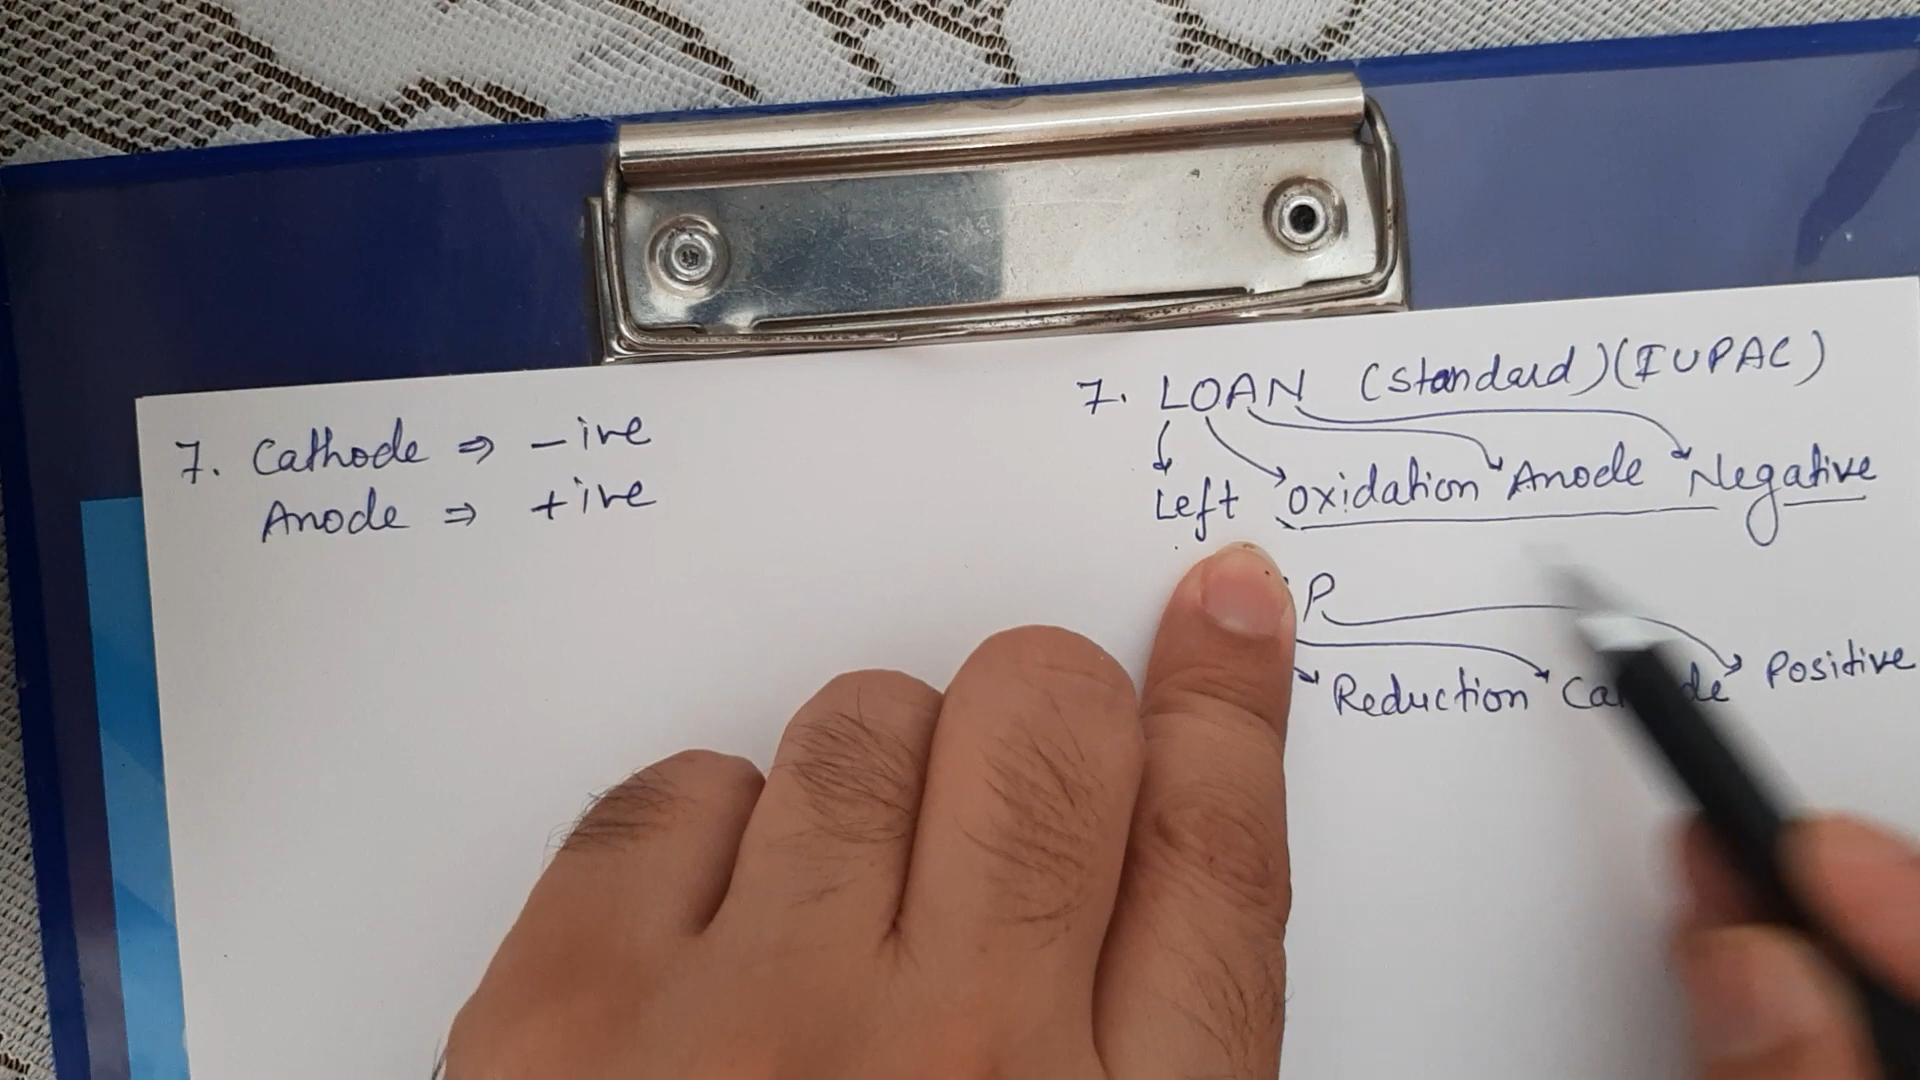 7. Cathode ⇒ -ive
Anode ⇒ +ive
7. LOAN (Standard) (IUPAC)
Left Oxidation Anode Negative
P
Reduction Positive